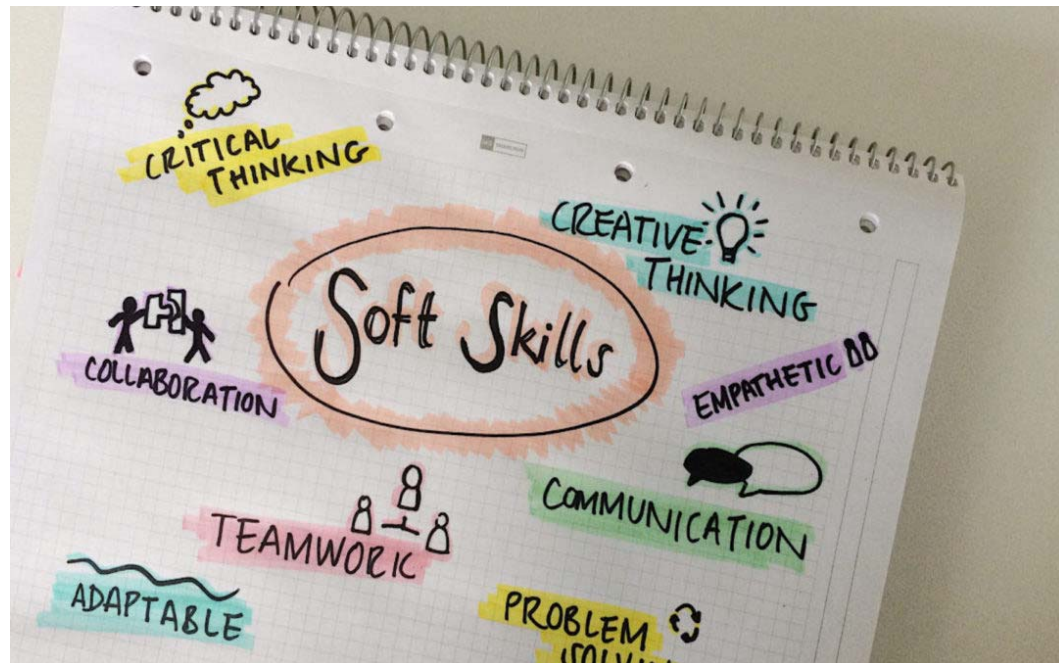 CRITICAL
THINKING
CREATIVE
THINKING
Soft Skills
COLLABORATION
EMPATHETIC
COMMUNICATION
TEAMWORK
ADAPTABLE
PROBLEM